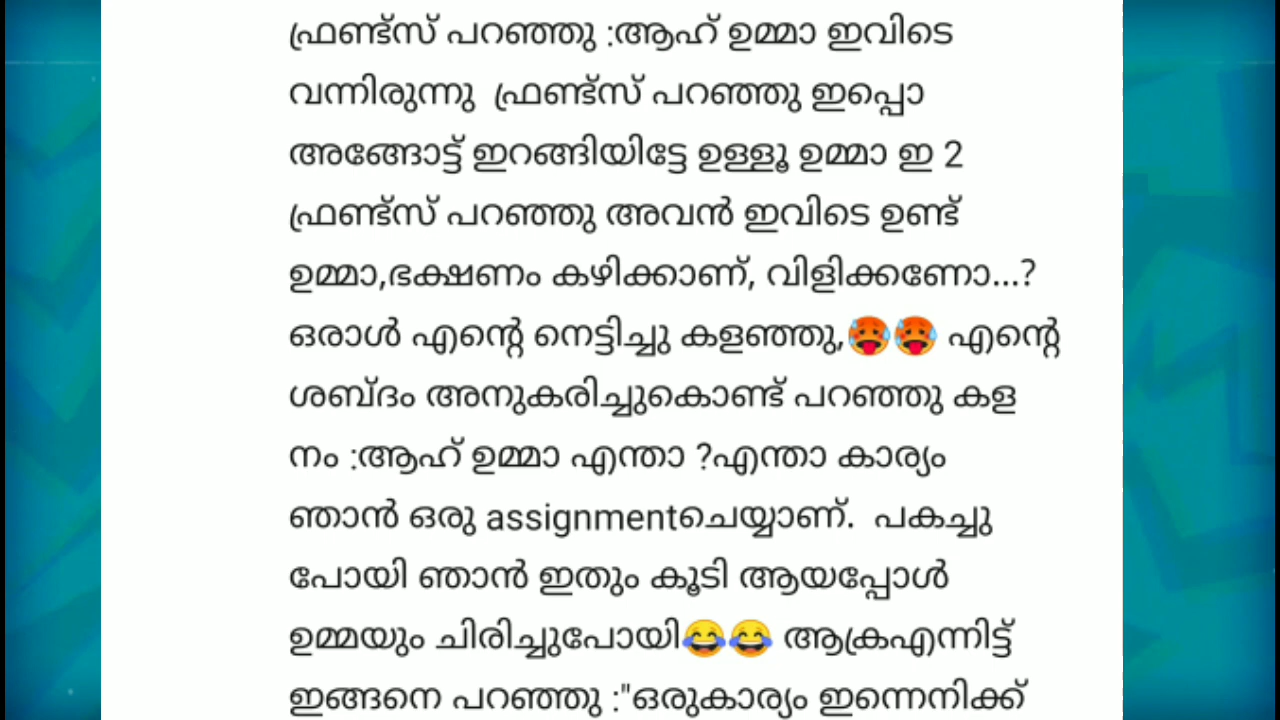 ഫ്രണ്ട്സ് പറഞ്ഞു :ആഹ് ഉമ്മാ ഇവിടെ
വന്നിരുന്നു ഫ്രണ്ട്സ് പറഞ്ഞു ഇപ്പൊ
അങ്ങോട്ട് ഇറങ്ങിയിട്ടേ ഉള്ളൂ ഉമ്മാ ഇ 2
ഫ്രണ്ട്സ് പറഞ്ഞു അവൻ ഇവിടെ ഉണ്ട്
ഉമ്മാ,ഭക്ഷണം കഴിക്കാണ്, വിളിക്കണോ...?
ഒരാൾ എന്റെ നെട്ടിച്ചു കളഞ്ഞു,🥵🥵 എന്റെ
ശബ്ദം അനുകരിച്ചുകൊണ്ട് പറഞ്ഞു കള
നം :ആഹ് ഉമ്മാ എന്താ ?എന്താ കാര്യം
ഞാൻ ഒരു assignmentചെയ്യാണ്. പകച്ചു
പോയി ഞാൻ ഇതും കൂടി ആയപ്പോൾ
ഉമ്മയും ചിരിച്ചുപോയി😂😂 ആക്രഎന്നിട്ട്
ഇങ്ങനെ പറഞ്ഞു :"ഒരുകാര്യം ഇന്നെനിക്ക്